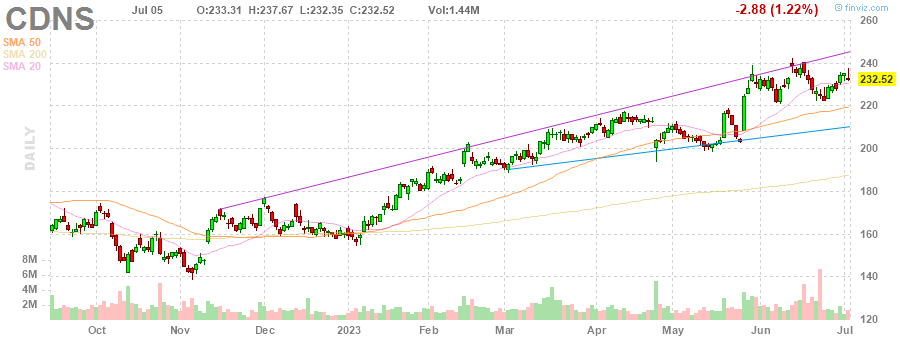 CDNS Jul 05 O:233.31 H:237.67 L:232.35 C:232.52 Vol:1.44M -2.88 (1.22%) © finviz.com
SMA 50
SMA 200
SMA 20
DAILY
260
240
232.52
220
200
180
160
140
120
8M
6M
4M
2M
Oct Nov Dec 2023 Feb Mar Apr May Jun Jul